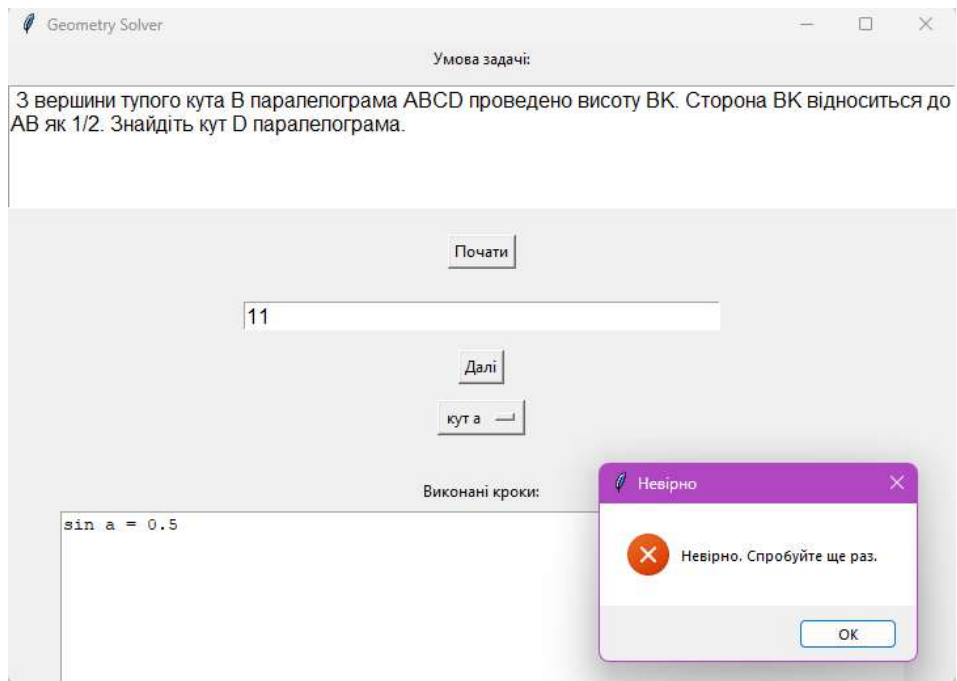 Geometry Solver
Умова задачі:
З вершини тупого кута B паралелограма ABCD проведено висоту BK. Сторона BK відноситься до
AB як 1/2. Знайдіть кут D паралелограма.
Почати
11
Далі
кут a
Виконані кроки:
sin a = 0.5
Невірно
Невірно. Спробуйте ще раз.
OK